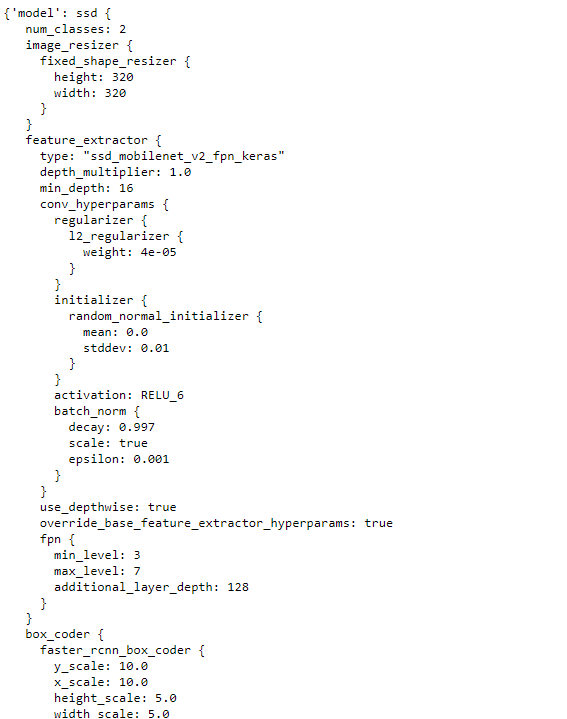 {'model': ssd {
   num_classes: 2
   image_resizer {
     fixed_shape_resizer {
       height: 320
       width: 320
     }
   }
   feature_extractor {
     type: "ssd_mobilenet_v2_fpn_keras"
     depth_multiplier: 1.0
     min_depth: 16
     conv_hyperparams {
       regularizer {
         l2_regularizer {
           weight: 4e-05
         }
       }
       initializer {
         random_normal_initializer {
           mean: 0.0
           stddev: 0.01
         }
       }
       activation: RELU_6
       batch_norm {
         decay: 0.997
         scale: true
         epsilon: 0.001
       }
     }
     use_depthwise: true
     override_base_feature_extractor_hyperparams: true
     fpn {
       min_level: 3
       max_level: 7
       additional_layer_depth: 128
     }
   }
   box_coder {
     faster_rcnn_box_coder {
       y_scale: 10.0
       x_scale: 10.0
       height_scale: 5.0
       width_scale: 5.0